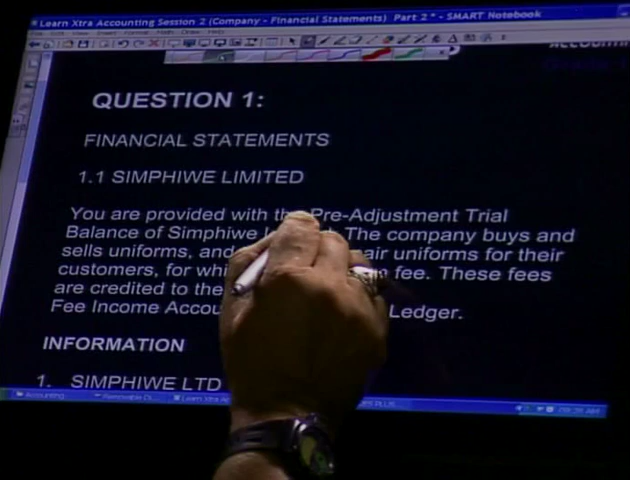 Learn Xtra Accounting Session 2 (Company - Financial Statements) Part 2 * - SMART Notebook
QUESTION 1:
FINANCIAL STATEMENTS
1.1 SIMPHIWE LIMITED
You are provided with the Pre-Adjustment Trial
Balance of Simphiwe The company buys and
sells uniforms, and uniforms for their
customers, for fee. These fees
are credited to the
Fee Income Ledger.
INFORMATION
1. SIMPHIWE LTD